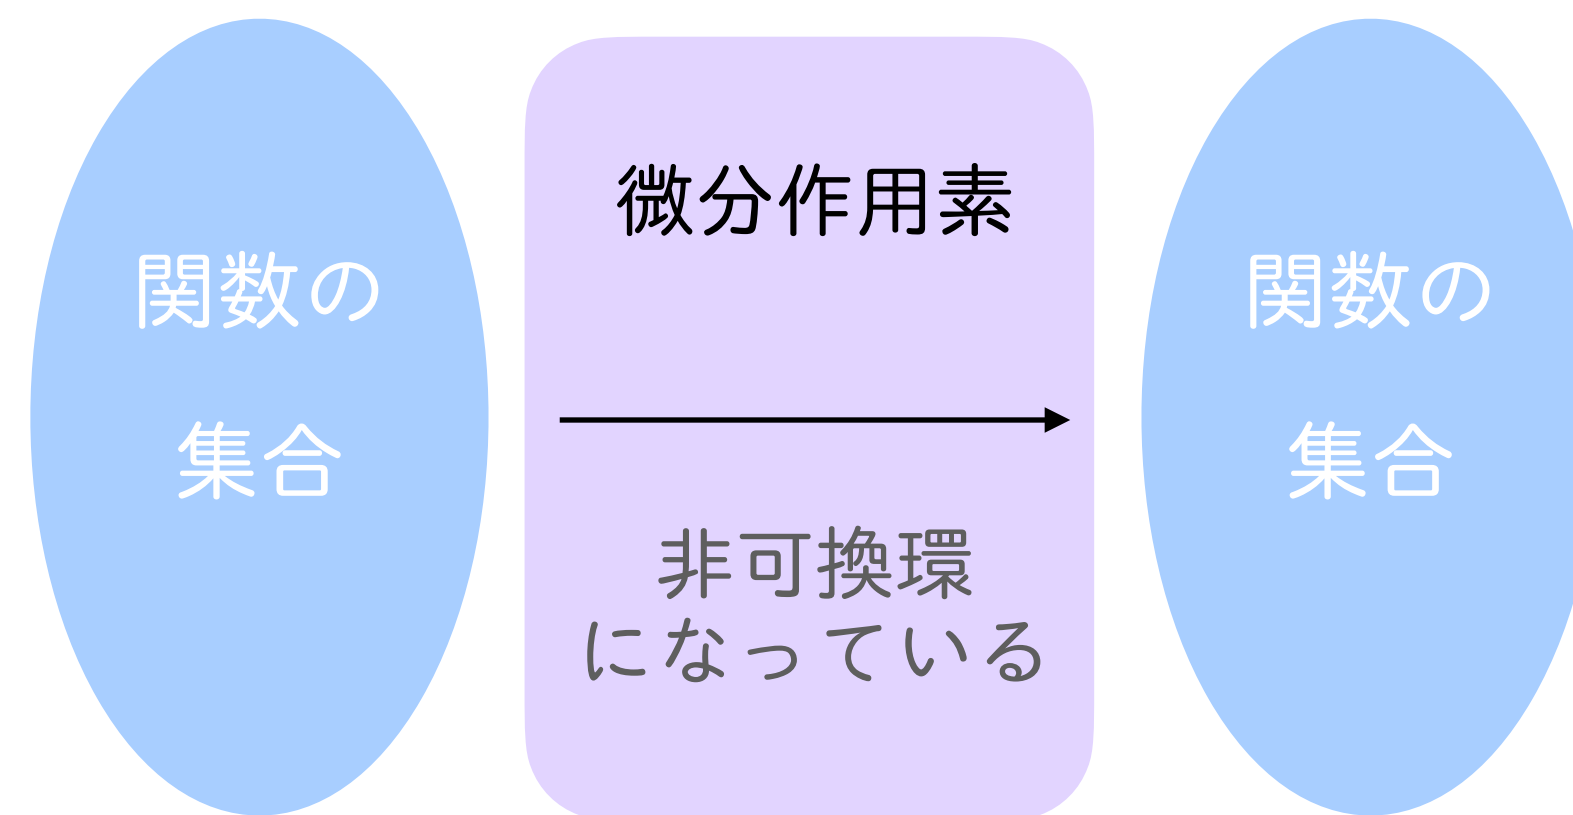 関数の
集合
微分作用素
非可換環
になっている
関数の
集合